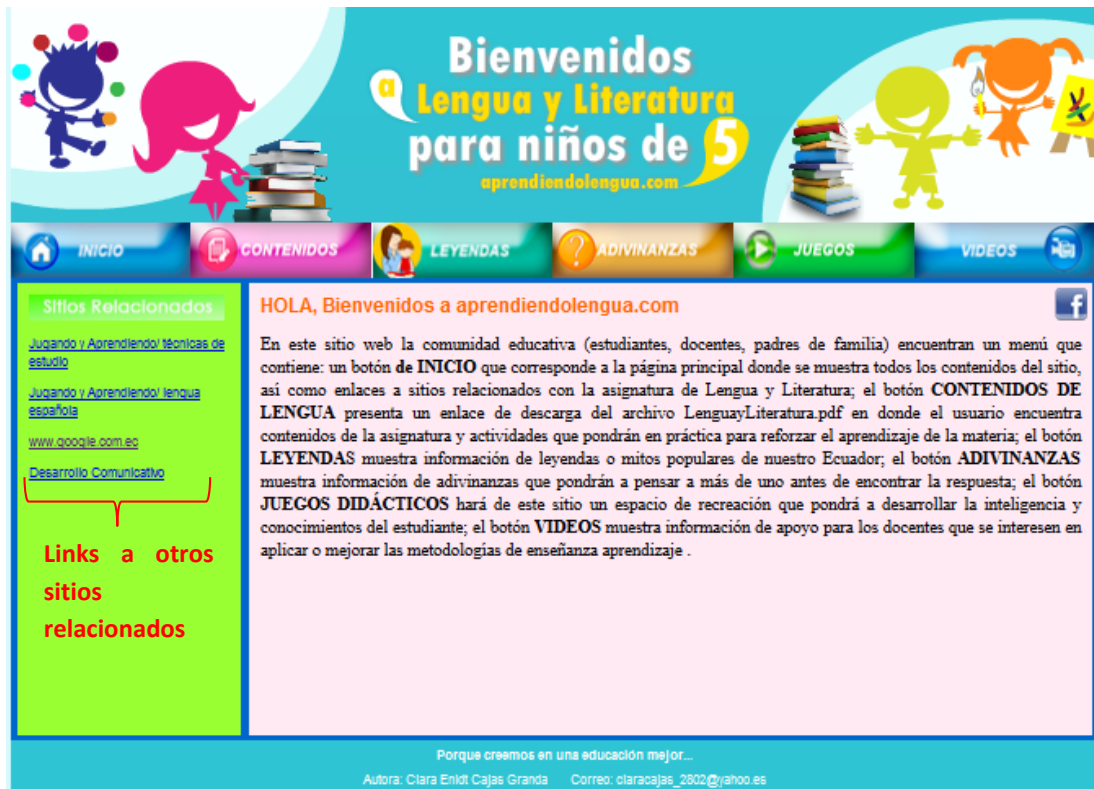 Bienvenidos
a Lengua y Literatura
para niños de 5
aprendiendolengua.com
INICIO
CONTENIDOS
LEYENDAS
ADIVINANZAS
JUEGOS
VIDEOS
Sitios Relacionados
Jugando y Aprendiendo/ técnicas de
estudio
Jugando y Aprendiendo/ lengua
española
www.google.com.ec
Desarrollo Comunicativo
Links a otros
sitios
relacionados
HOLA, Bienvenidos a aprendiendolengua.com
En este sitio web la comunidad educativa (estudiantes, docentes, padres de familia) encuentran un menú que
contiene: un botón de INICIO que corresponde a la página principal donde se muestra todos los contenidos del sitio,
así como enlaces a sitios relacionados con la asignatura de Lengua y Literatura; el botón CONTENIDOS DE
LENGUA presenta un enlace de descarga del archivo LenguayLiteratura.pdf en donde el usuario encuentra
contenidos de la asignatura y actividades que pondrán en práctica para reforzar el aprendizaje de la materia; el botón
LEYENDAS muestra información de leyendas o mitos populares de nuestro Ecuador; el botón ADIVINANZAS
muestra información de adivinanzas que pondrán a pensar a más de uno antes de encontrar la respuesta; el botón
JUEGOS DIDÁCTICOS hará de este sitio un espacio de recreación que pondrá a desarrollar la inteligencia y
conocimientos del estudiante; el botón VIDEOS muestra información de apoyo para los docentes que se interesen en
aplicar o mejorar las metodologías de enseñanza aprendizaje .
Porque creemos en una educación mejor...
Autora: Clara Enidt Cajas Granda Correo: claracajas_2802@yahoo.es